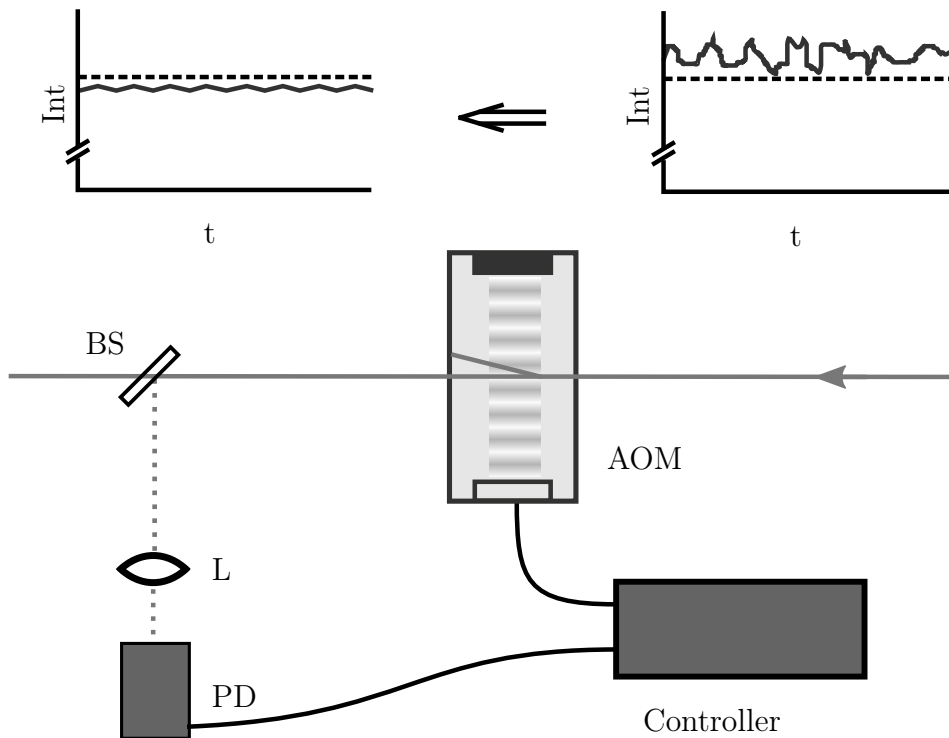 Int
t
Int
t
BS
AOM
L
PD
Controller